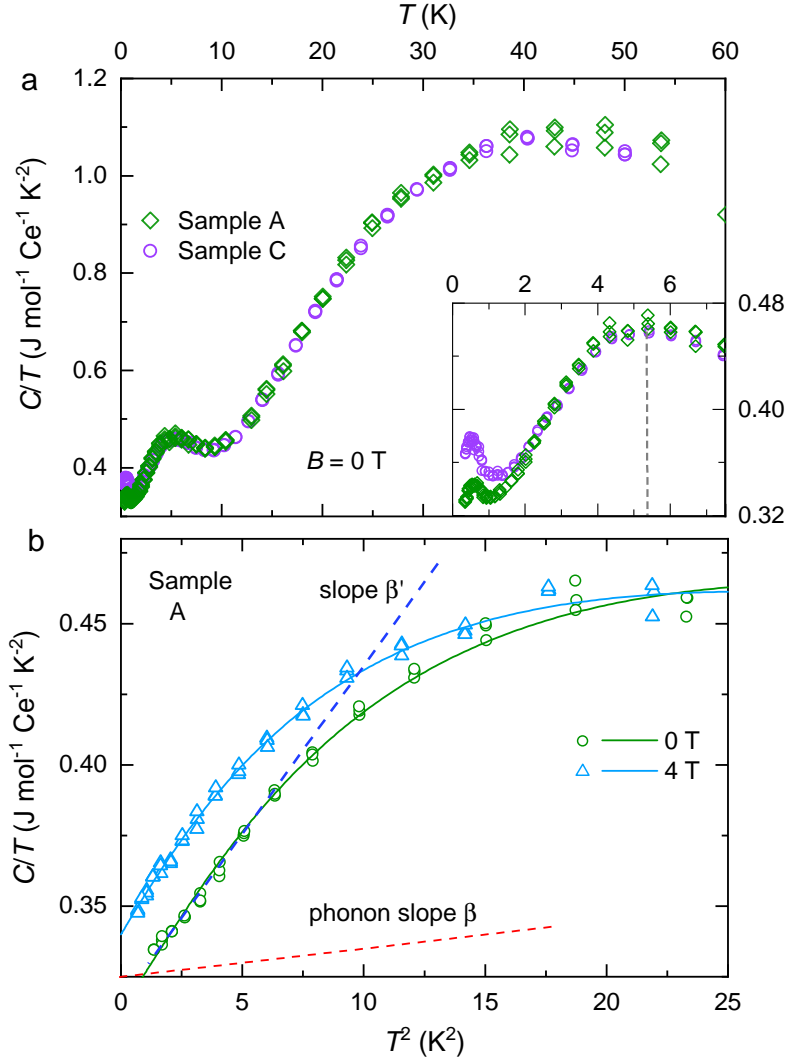 T (K)
0 10 20 30 40 50 60
a
C/T (J mol⁻¹ Ce⁻¹ K⁻²)
1.2
1.0
0.8
0.6
0.4
Sample A
Sample C
B = 0 T
0 2 4 6
0.48
0.40
0.32
b
C/T (J mol⁻¹ Ce⁻¹ K⁻²)
0.45
0.40
0.35
Sample
A
slope β'
0 T
4 T
phonon slope β
0 5 10 15 20 25
T² (K²)